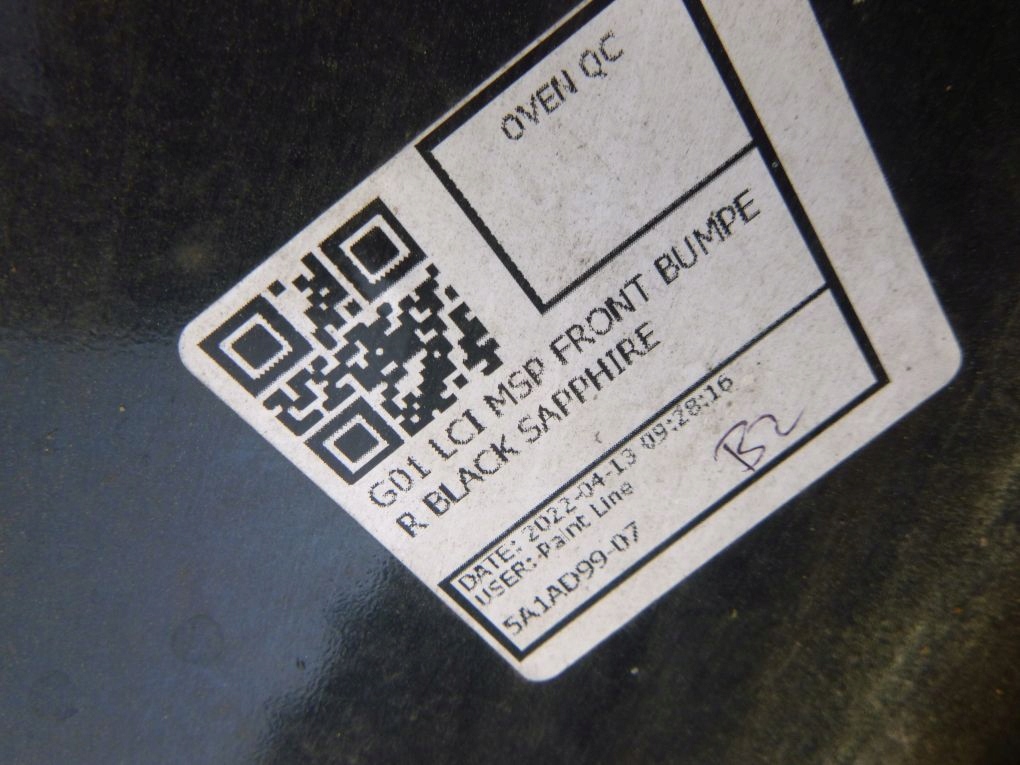 OVEN QC
G01 LCI MSP FRONT BUMPE
R BLACK SAPPHIRE
DATE: 2022-04-13 09:28:16
USER: Paint Line
5A1AD99-07
B2